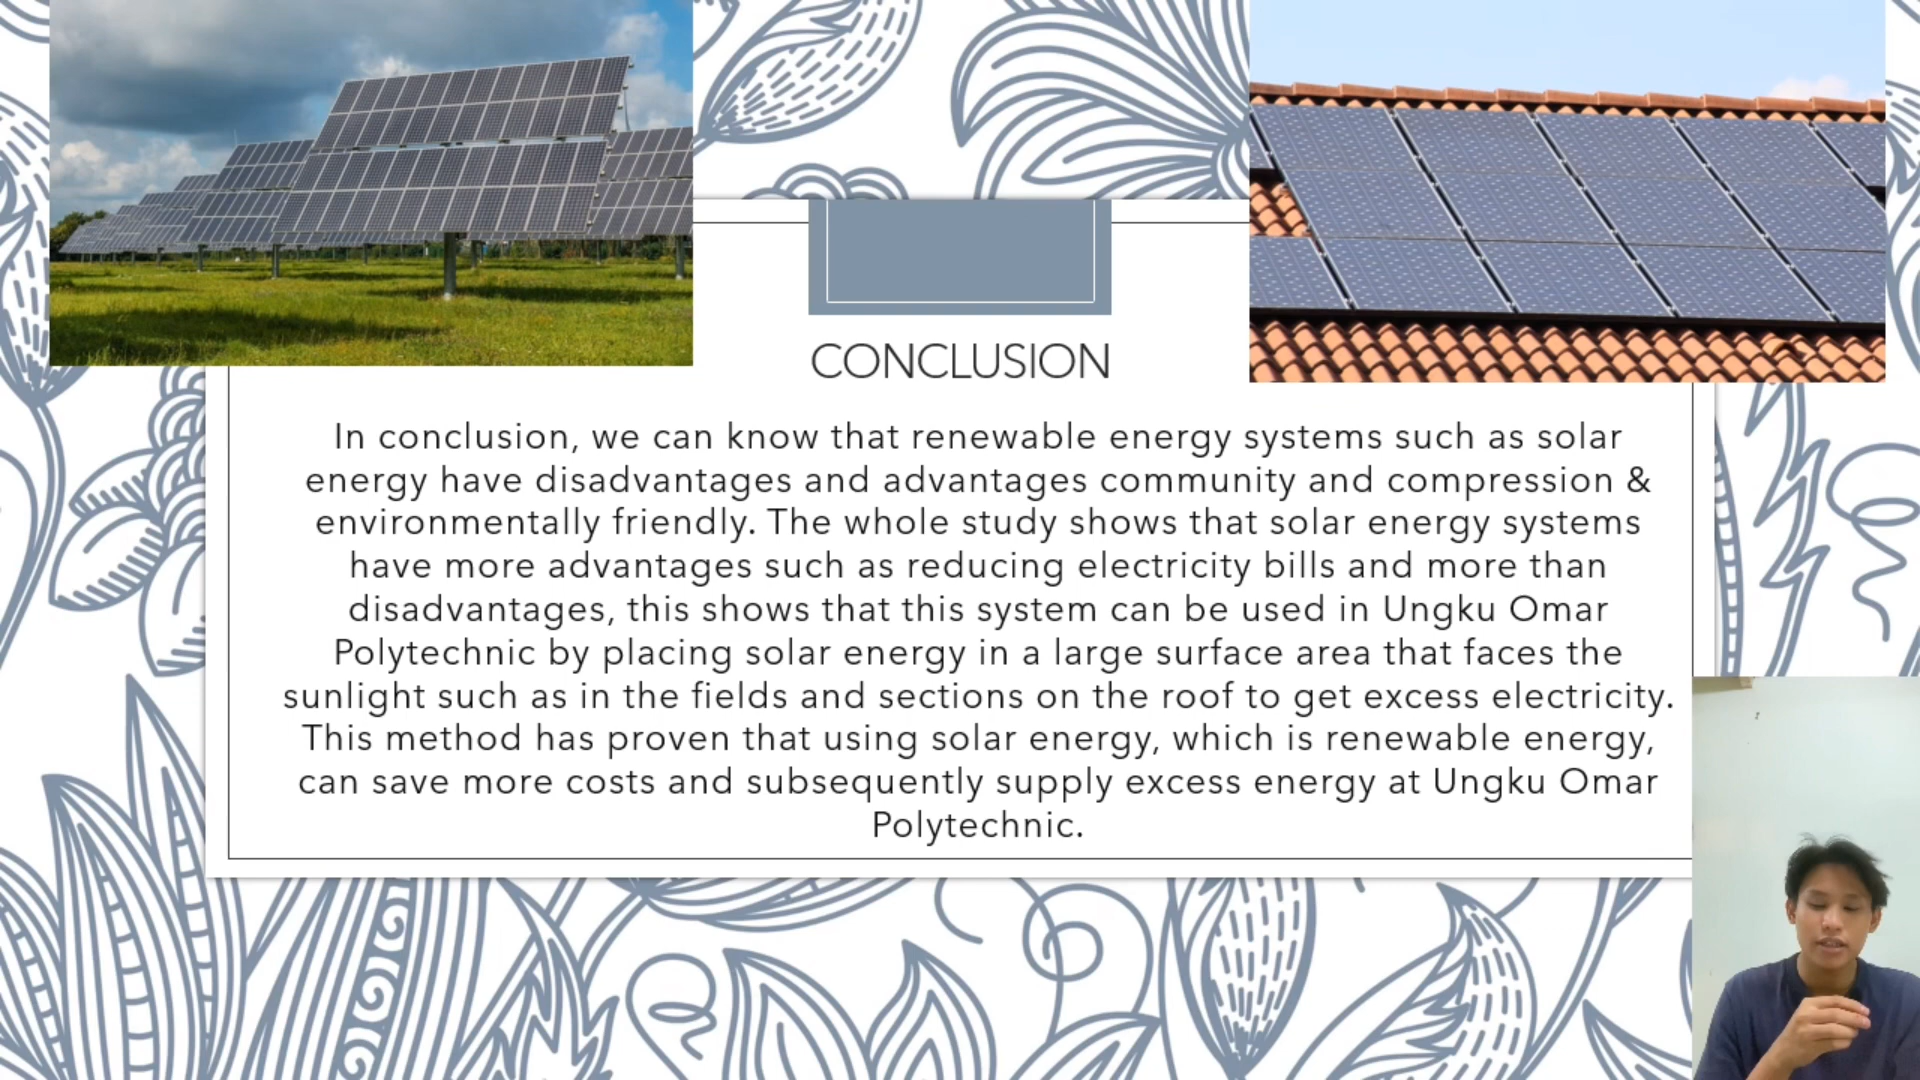 CONCLUSION
In conclusion, we can know that renewable energy systems such as solar
energy have disadvantages and advantages community and compression &
environmentally friendly. The whole study shows that solar energy systems
have more advantages such as reducing electricity bills and more than
disadvantages, this shows that this system can be used in Ungku Omar
Polytechnic by placing solar energy in a large surface area that faces the
sunlight such as in the fields and sections on the roof to get excess electricity.
This method has proven that using solar energy, which is renewable energy,
can save more costs and subsequently supply excess energy at Ungku Omar
Polytechnic.